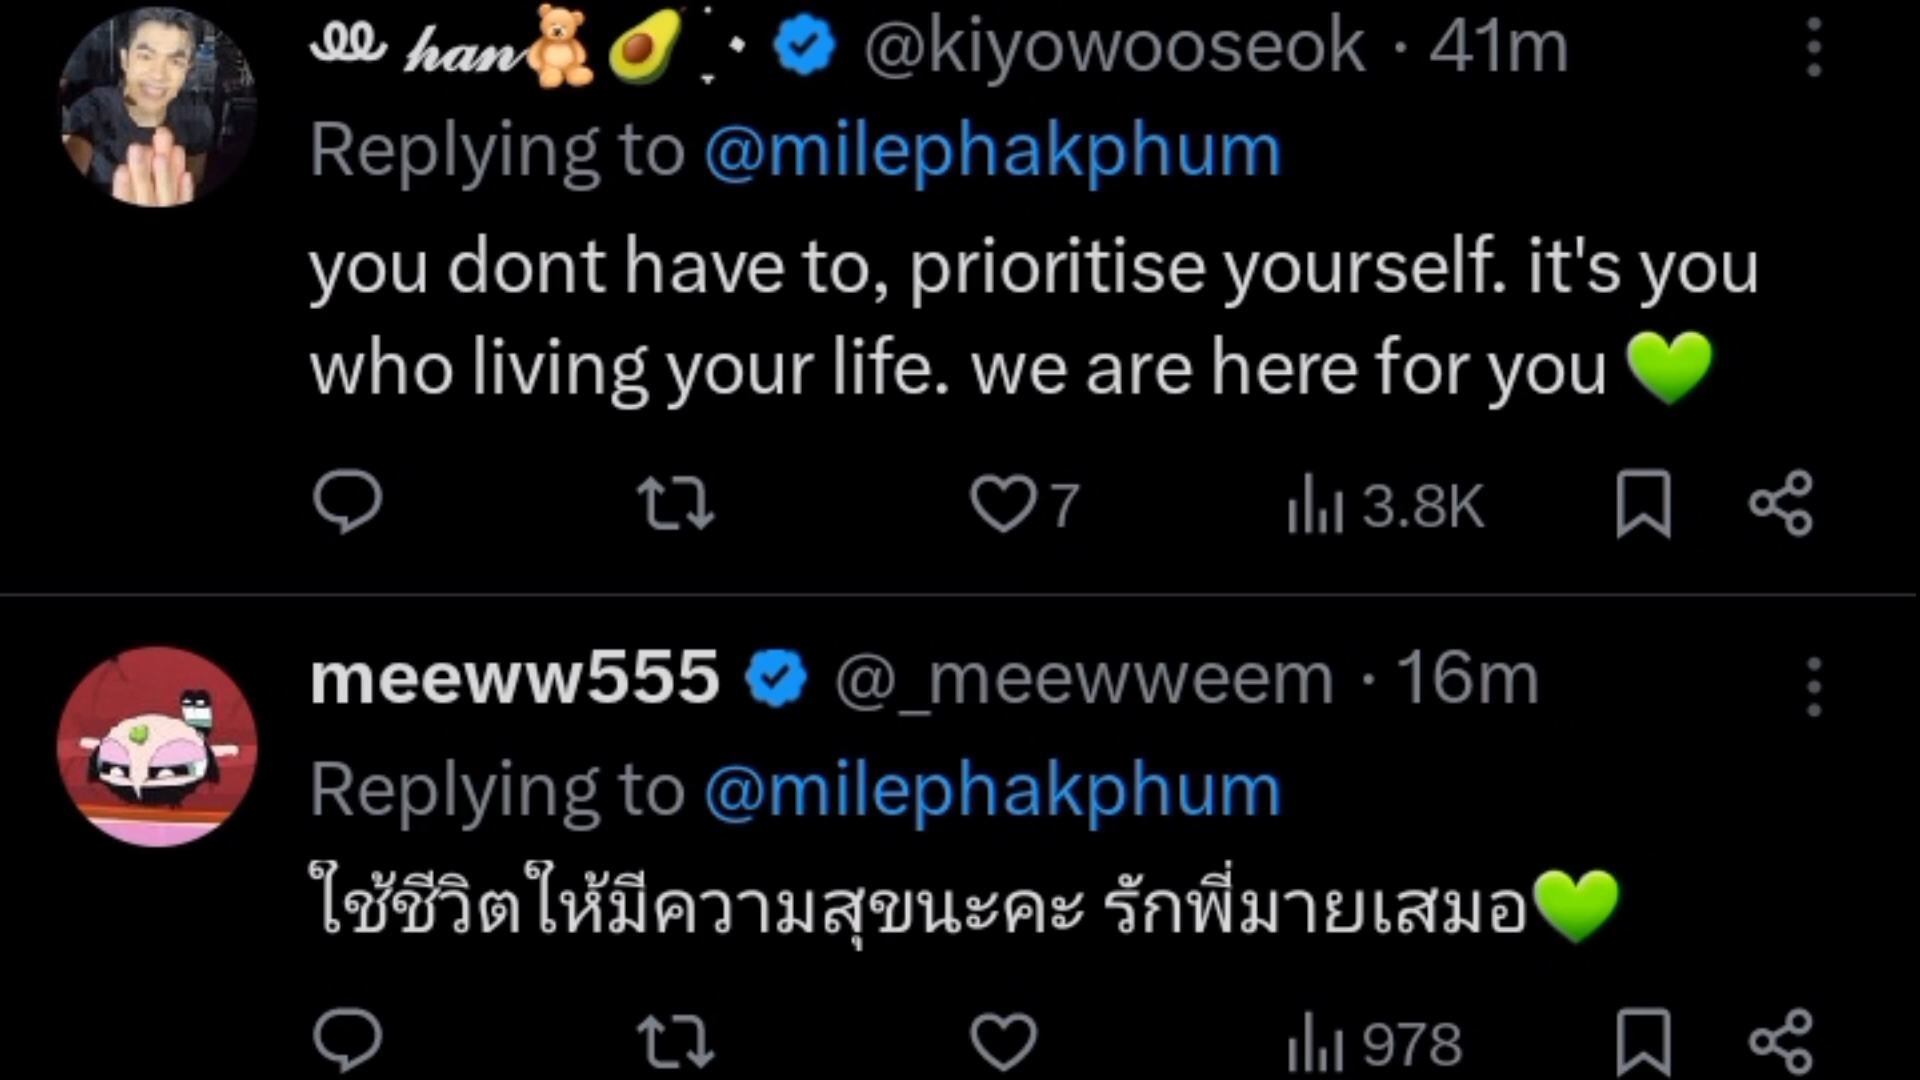 han🧸🥑 @kiyowooseok · 41m
Replying to @milephakphum
you dont have to, prioritise yourself. it's you
who living your life. we are here for you 💚
7 3.8K
meeww555 @_meewweem · 16m
Replying to @milephakphum
ใช้ชีวิตให้มีความสุขนะคะ รักพี่มายเสมอ💚
978